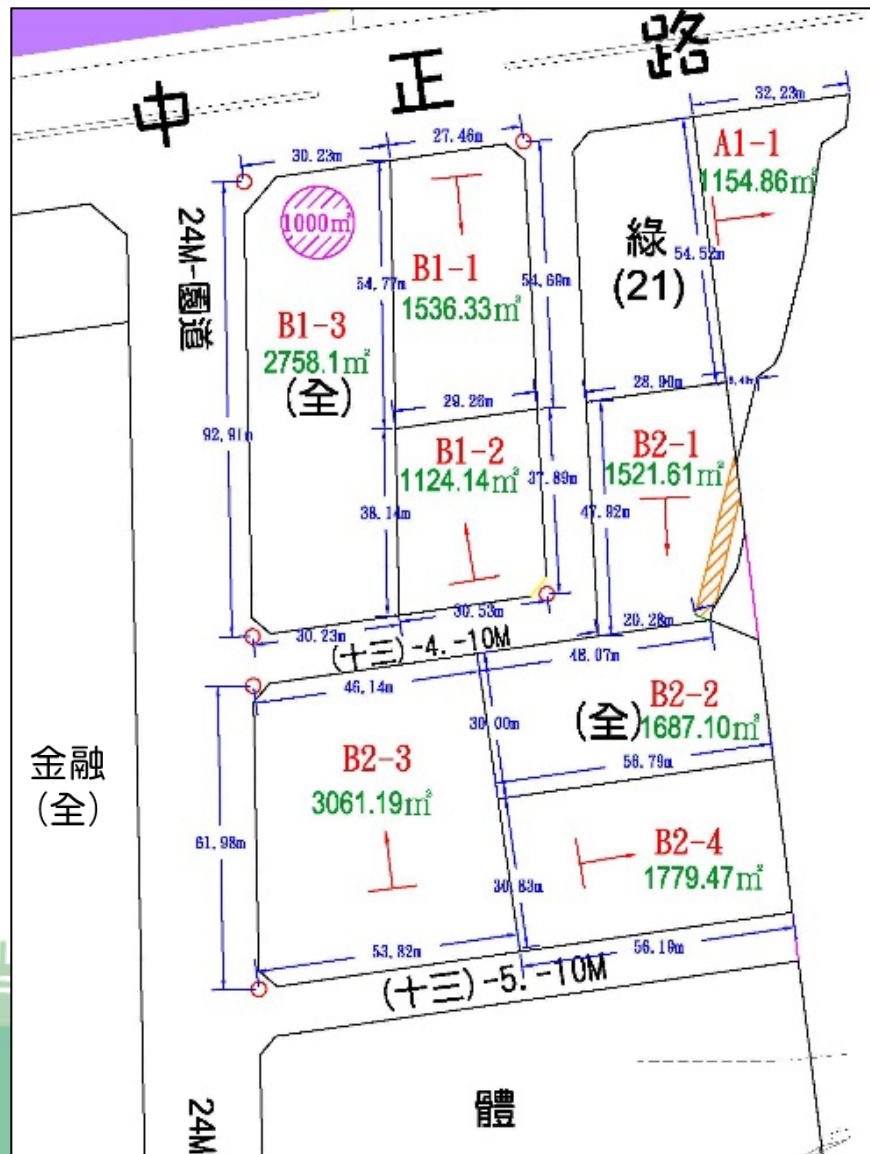 中 正 路
32.23m
27.46m
30.23m
A1-1
1154.86㎡
1000㎡
24M-園道
綠
(21)
54.52m
B1-1
1536.33㎡
54.77m
54.69m
B1-3
2758.1㎡
(全)
29.26m
28.90m
92.91m
B1-2
1124.14㎡
37.89m
B2-1
1521.61㎡
38.14m
47.92m
30.53m
30.23m
20.28m
(十三)-4.-10M
48.07m
46.14m
B2-2
(全)
1687.10㎡
30.00m
56.79m
金融
(全)
B2-3
3061.19㎡
61.98m
B2-4
1779.47㎡
30.83m
53.82m
56.19m
(十三)-5.-10M
24M
體